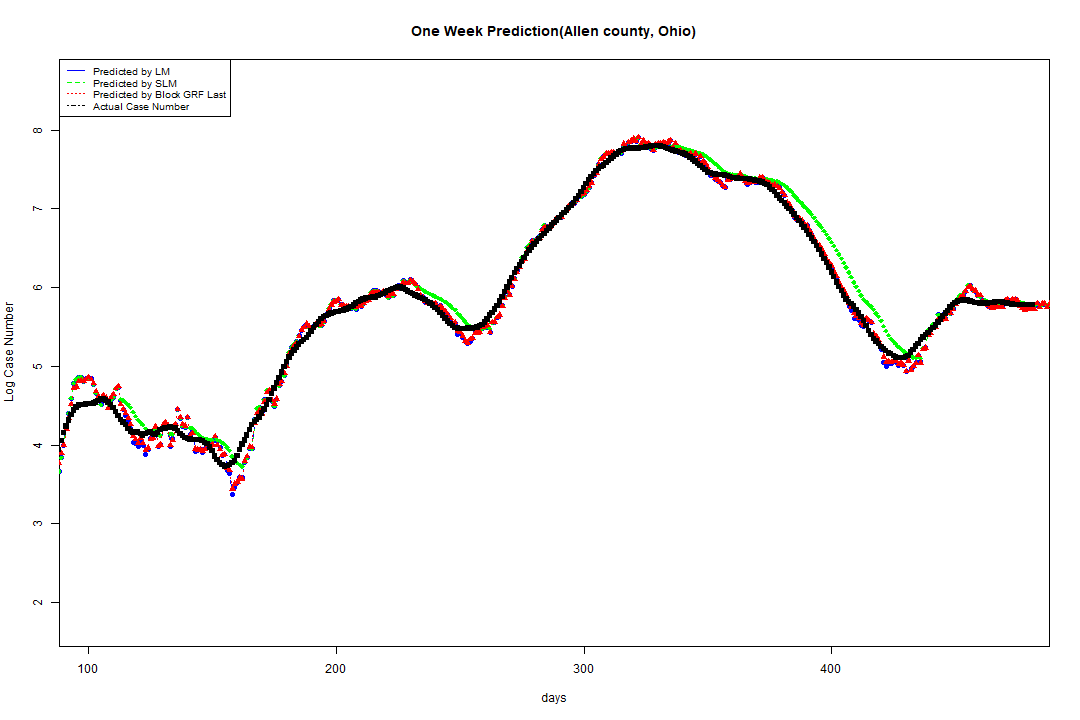 One Week Prediction(Allen county, Ohio)
Predicted by LM
Predicted by SLM
Predicted by Block GRF Last
Actual Case Number
8
7
6
5
4
3
2
Log Case Number
100 200 300 400
days